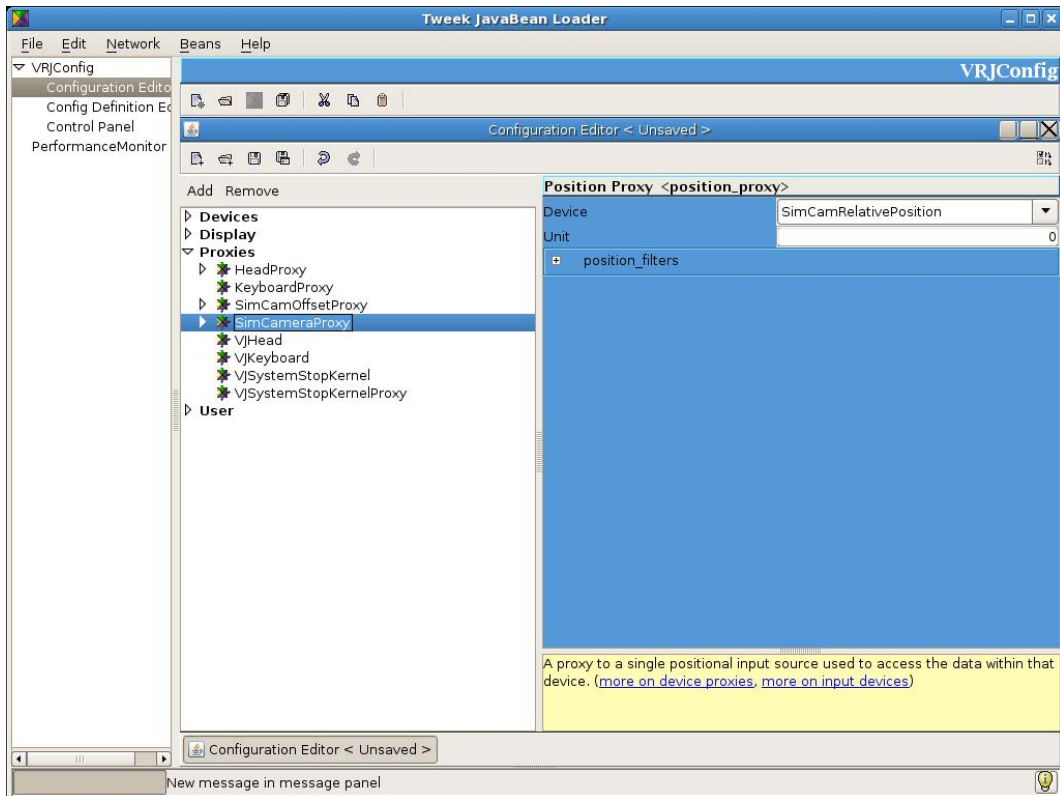 Tweek JavaBean Loader
File Edit Network Beans Help
VRJConfig
Configuration Edito
Config Definition Ed
Control Panel
PerformanceMonitor
VRJConfig
Configuration Editor < Unsaved >
Add Remove
Devices
Display
Proxies
HeadProxy
KeyboardProxy
SimCamOffsetProxy
SimCameraProxy
VJHead
VJKeyboard
VJSystemStopKernel
VJSystemStopKernelProxy
User
Position Proxy <position_proxy>
Device SimCamRelativePosition
Unit 0
position_filters
A proxy to a single positional input source used to access the data within that
device. (more on device proxies, more on input devices)
Configuration Editor < Unsaved >
New message in message panel